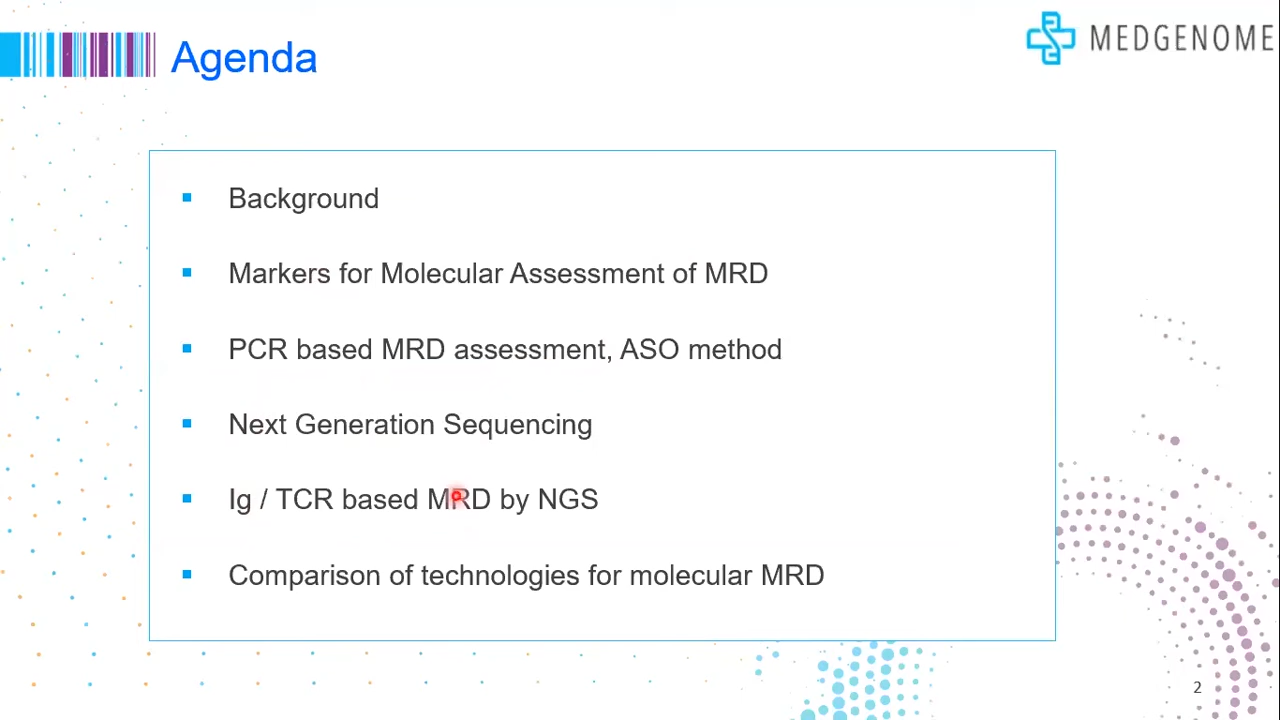 Agenda
MEDGENOME
Background
Markers for Molecular Assessment of MRD
PCR based MRD assessment, ASO method
Next Generation Sequencing
Ig / TCR based MRD by NGS
Comparison of technologies for molecular MRD
2